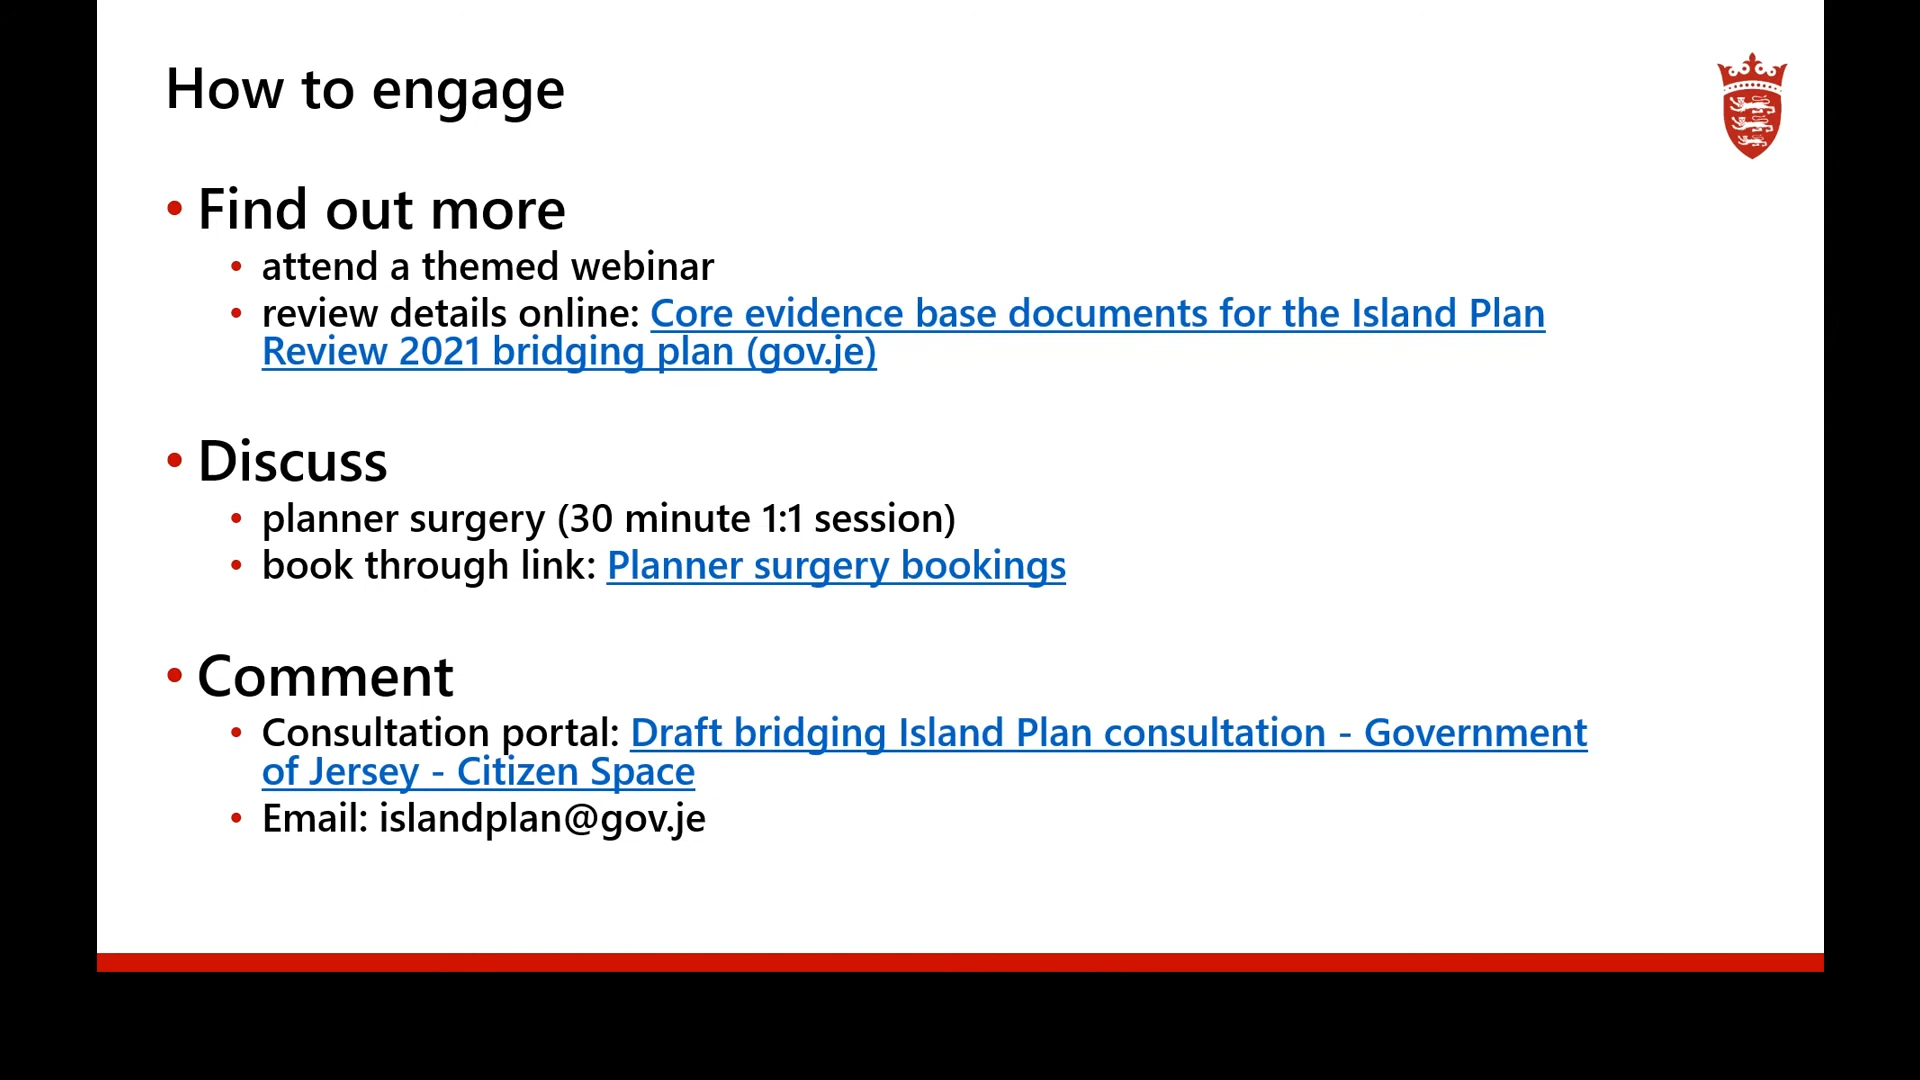 How to engage
• Find out more
• attend a themed webinar
• review details online: Core evidence base documents for the Island Plan
Review 2021 bridging plan (gov.je)
• Discuss
• planner surgery (30 minute 1:1 session)
• book through link: Planner surgery bookings
• Comment
• Consultation portal: Draft bridging Island Plan consultation - Government
of Jersey - Citizen Space
• Email: islandplan@gov.je